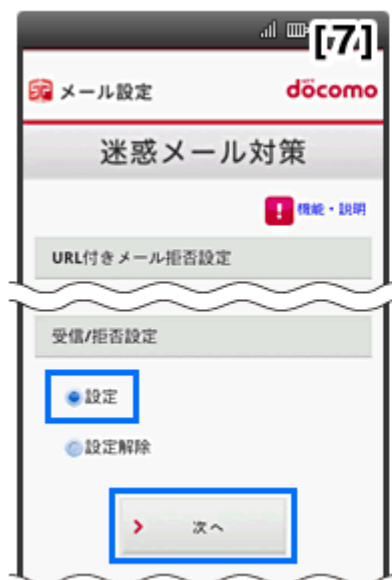 [7]
メール設定
döcomo
迷惑メール対策
機能・説明
URL付きメール拒否設定
受信/拒否設定
設定
設定解除
次へ